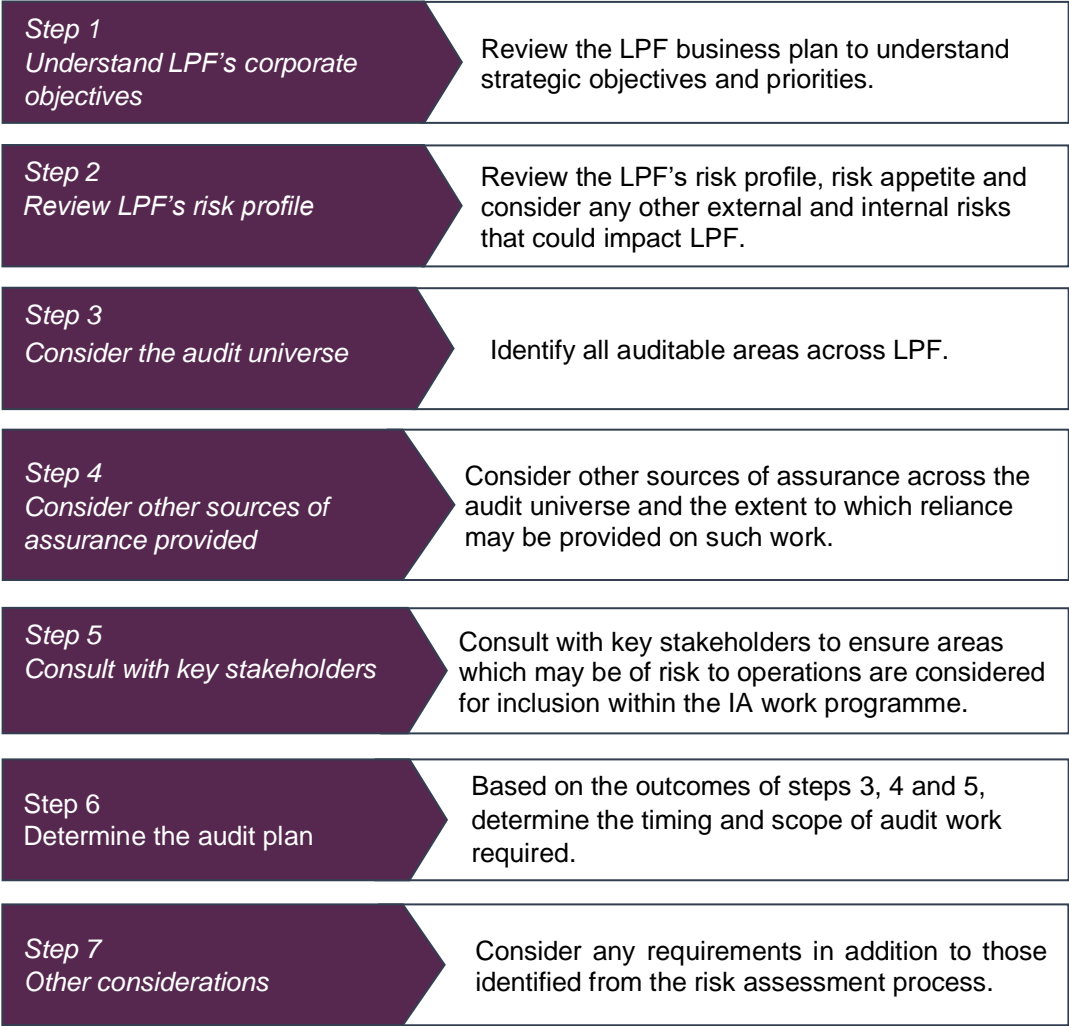 Step 1
Understand LPF's corporate
objectives
Review the LPF business plan to understand
strategic objectives and priorities.
Step 2
Review LPF's risk profile
Review the LPF's risk profile, risk appetite and
consider any other external and internal risks
that could impact LPF.
Step 3
Consider the audit universe
Identify all auditable areas across LPF.
Step 4
Consider other sources of
assurance provided
Consider other sources of assurance across the
audit universe and the extent to which reliance
may be provided on such work.
Step 5
Consult with key stakeholders
Consult with key stakeholders to ensure areas
which may be of risk to operations are considered
for inclusion within the IA work programme.
Step 6
Determine the audit plan
Based on the outcomes of steps 3, 4 and 5,
determine the timing and scope of audit work
required.
Step 7
Other considerations
Consider any requirements in addition to those
identified from the risk assessment process.